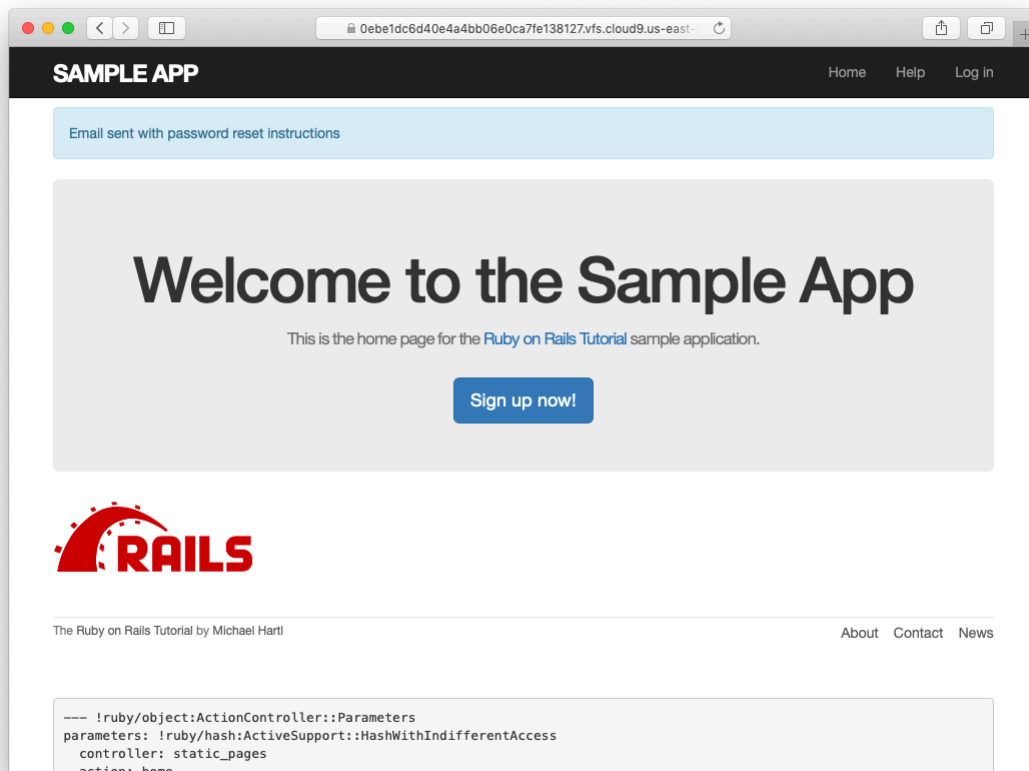 0ebe1dc6d40e4a4bb06e0ca7fe138127.vfs.cloud9.us-east-
SAMPLE APP
Home Help Log in
Email sent with password reset instructions
Welcome to the Sample App
This is the home page for the Ruby on Rails Tutorial sample application.
Sign up now!
RAILS
The Ruby on Rails Tutorial by Michael Hartl
About Contact News
--- !ruby/object:ActionController::Parameters
parameters: !ruby/hash:ActiveSupport::HashWithIndifferentAccess
controller: static_pages
action: home